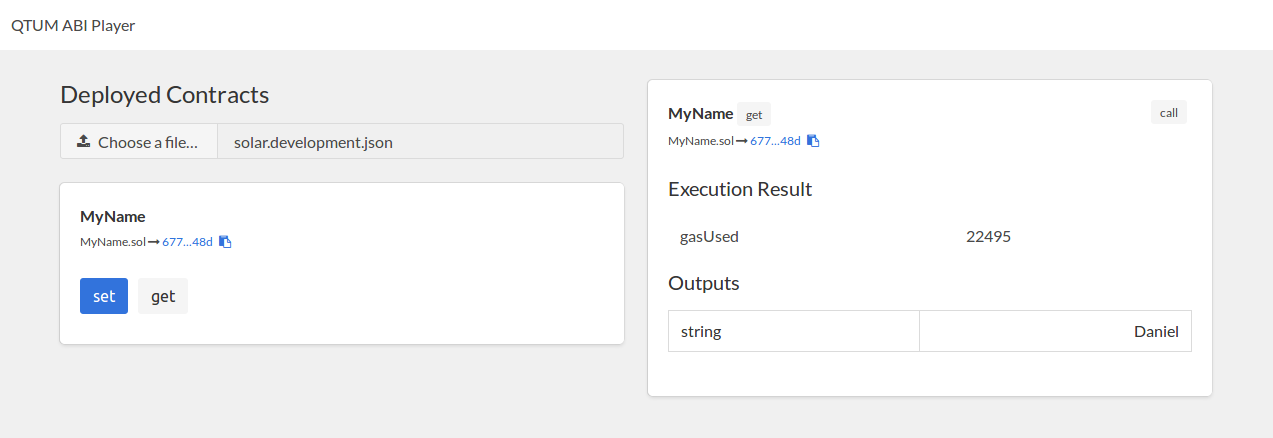 QTUM ABI Player
Deployed Contracts
Choose a file... solar.development.json
MyName
MyName.sol → 677...48d
set get
MyName get call
MyName.sol → 677...48d
Execution Result
gasUsed 22495
Outputs
string Daniel